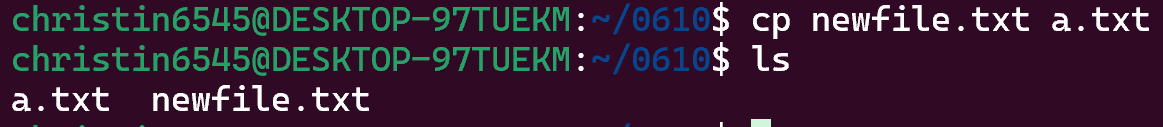 christin6545@DESKTOP-97TUEKM:~/0610$ cp newfile.txt a.txt
christin6545@DESKTOP-97TUEKM:~/0610$ ls
a.txt  newfile.txt